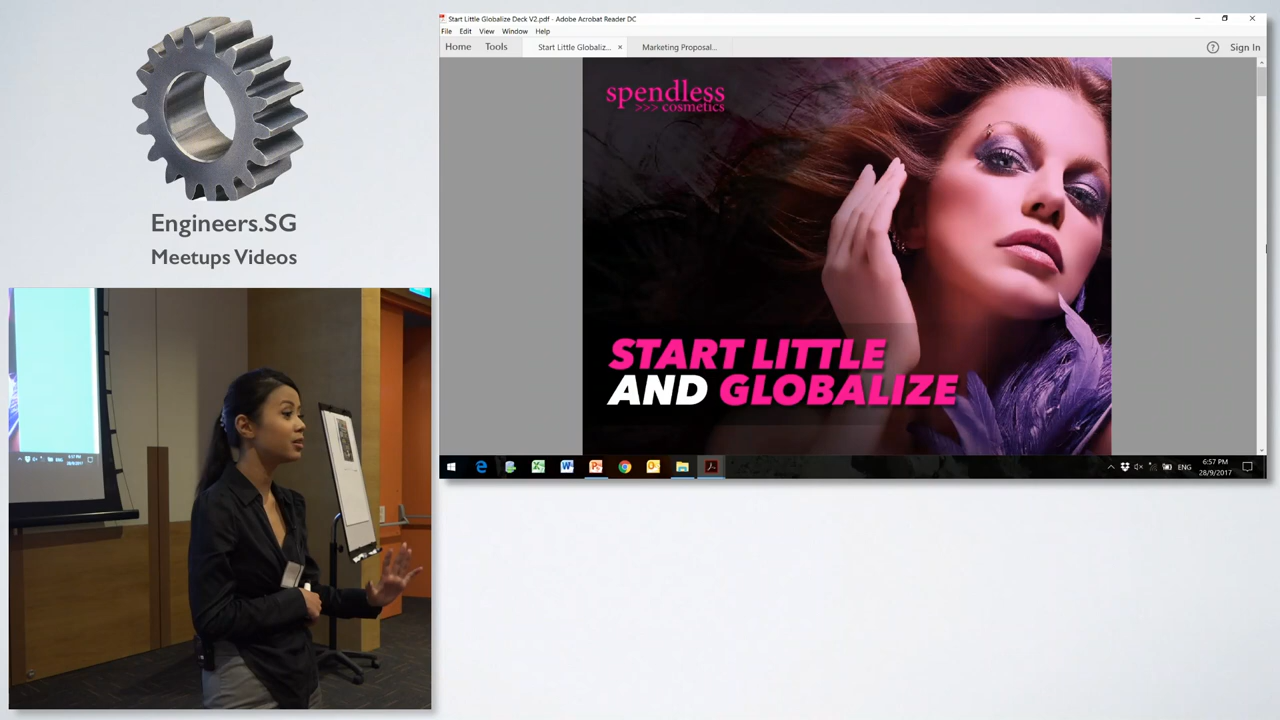 Engineers.SG
Meetups Videos
Start Little Globalize Deck V2.pdf - Adobe Acrobat Reader DC
File Edit View Window Help
Home Tools Start Little Globaliz... × Marketing Proposal... ? Sign In
spendless
>>> cosmetics
START LITTLE
AND GLOBALIZE
ENG
6:57 PM
28/9/2017